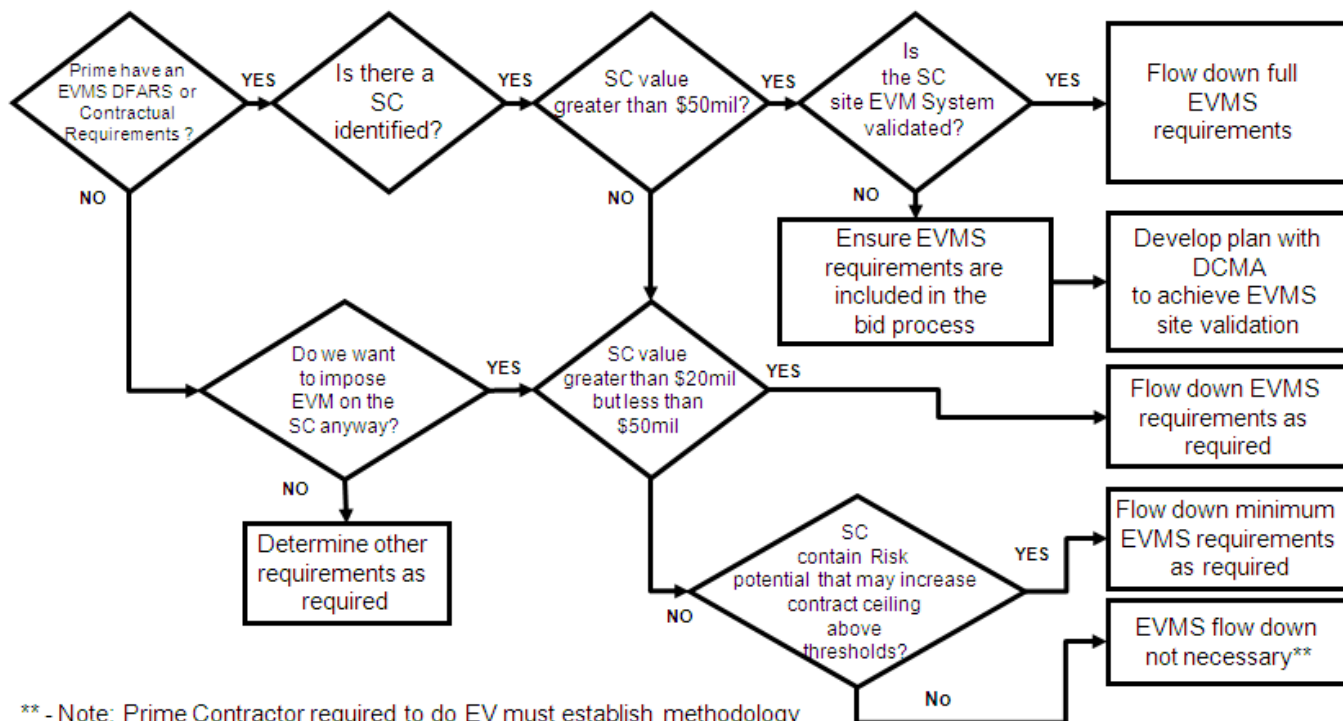 Prime have an
EVMS DFARS or
Contractual
Requirements ?
YES
Is there a
SC
identified?
YES
SC value
greater than $50mil?
YES
Is
the SC
site EVM System
validated?
YES
Flow down full
EVMS
requirements
NO
NO
NO
Ensure EVMS
requirements are
included in the
bid process
Develop plan with
DCMA
to achieve EVMS
site validation
Do we want
to impose
EVM on the
SC anyway?
YES
SC value
greater than $20mil
but less than
$50mil
YES
Flow down EVMS
requirements as
required
NO
Determine other
requirements as
required
NO
SC
contain Risk
potential that may increase
contract ceiling
above
thresholds?
YES
Flow down minimum
EVMS requirements
as required
No
EVMS flow down
not necessary**
** - Note: Prime Contractor required to do EV must establish methodology